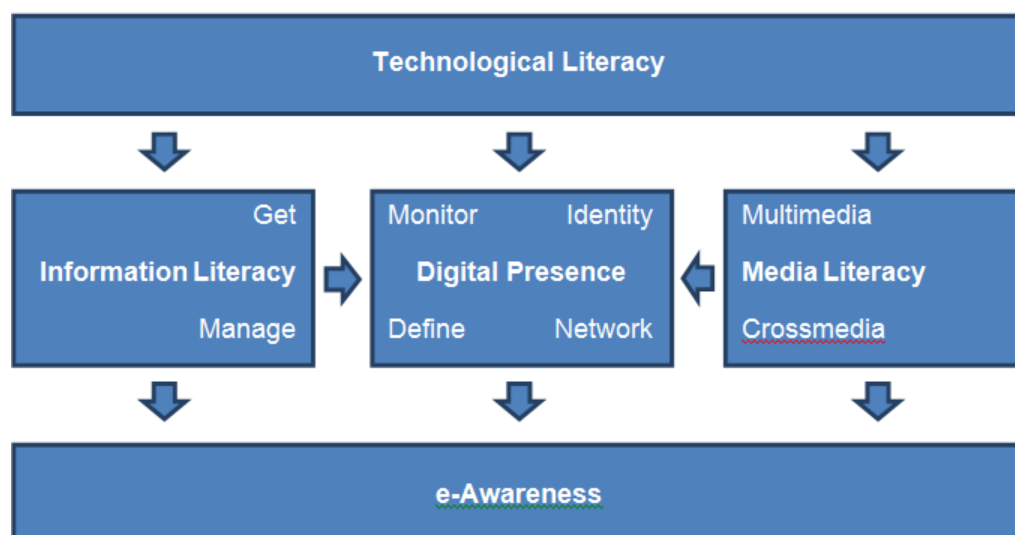 Technological Literacy
Get
Information Literacy
Manage
Monitor Identity
Digital Presence
Define Network
Multimedia
Media Literacy
Crossmedia
e-Awareness